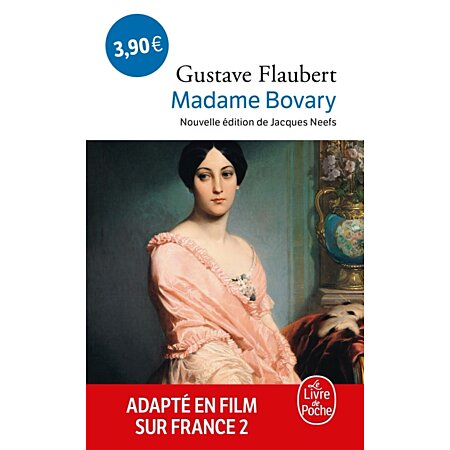 3,90€
Gustave Flaubert
Madame Bovary
Nouvelle édition de Jacques Neefs
ADAPTÉ EN FILM
SUR FRANCE 2
Le
Livre
de
Poche